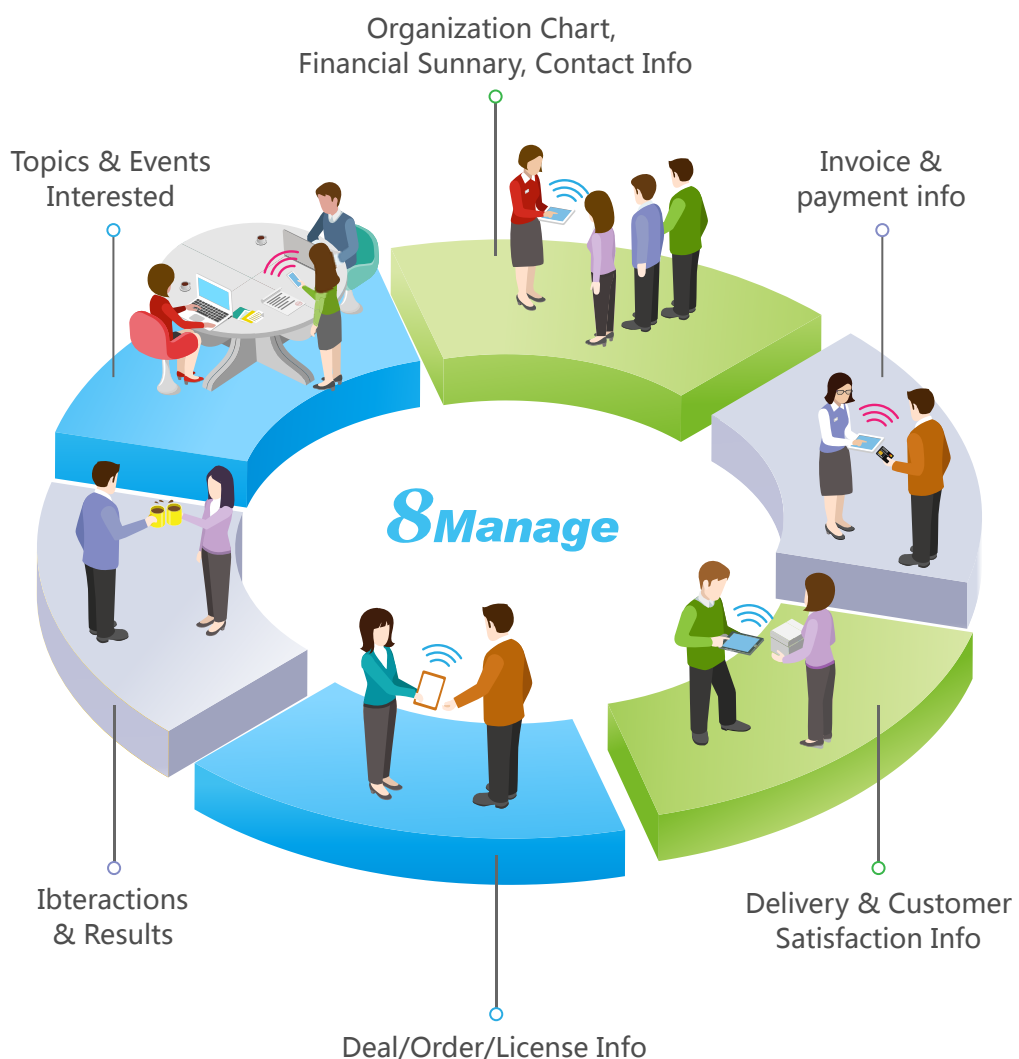 Organization Chart,
Financial Sunnary, Contact Info
Topics & Events
Interested
Invoice &
payment info
8Manage
Ibteractions
& Results
Delivery & Customer
Satisfaction Info
Deal/Order/License Info